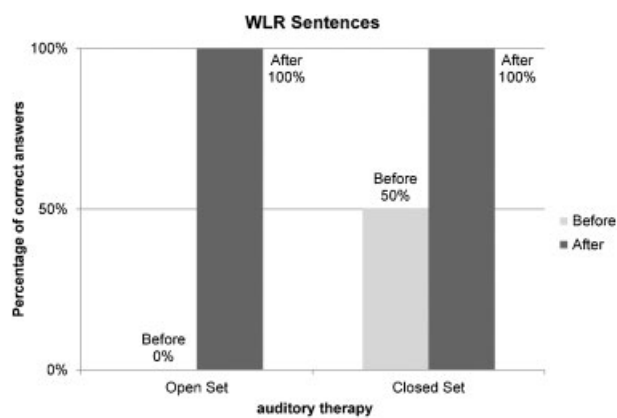 WLR Sentences
100%
After
100%
After
100%
Before
50%
50%
Before
0%
0%
Open Set
Closed Set
auditory therapy
Percentage of correct answers
Before
After